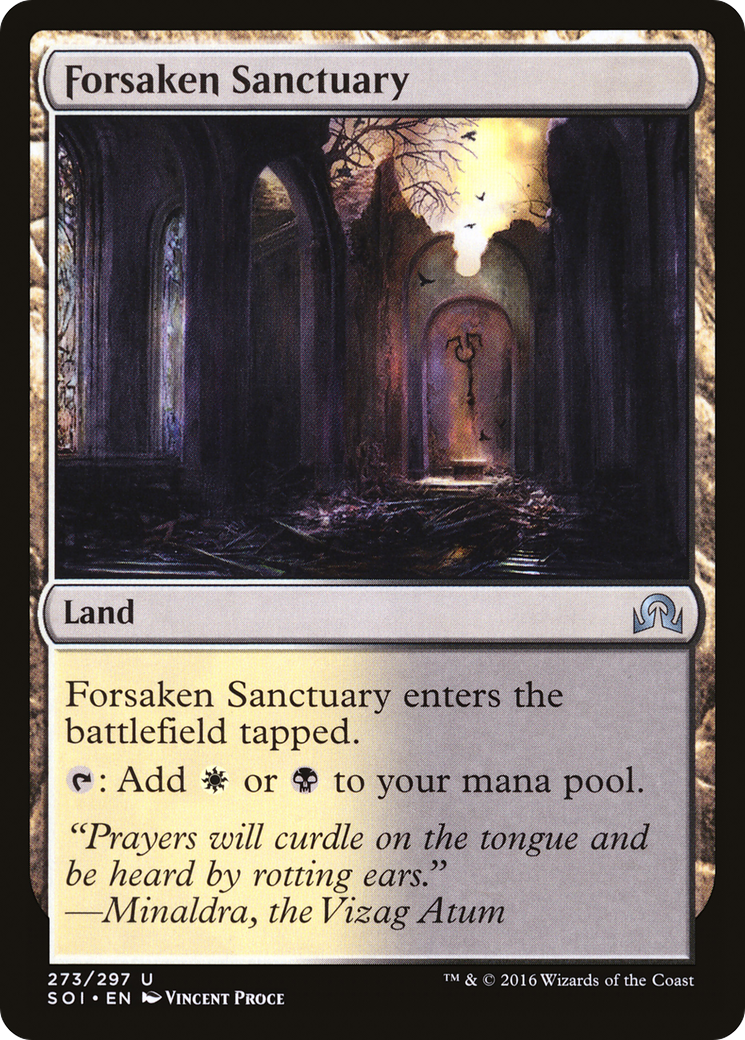 Forsaken Sanctuary
Land
Forsaken Sanctuary enters the
battlefield tapped.
: Add or to your mana pool.
“Prayers will curdle on the tongue and
be heard by rotting ears.”
—Minaldra, the Vizag Atum
273/297 U
SOI • EN Vincent Proce
™ & © 2016 Wizards of the Coast